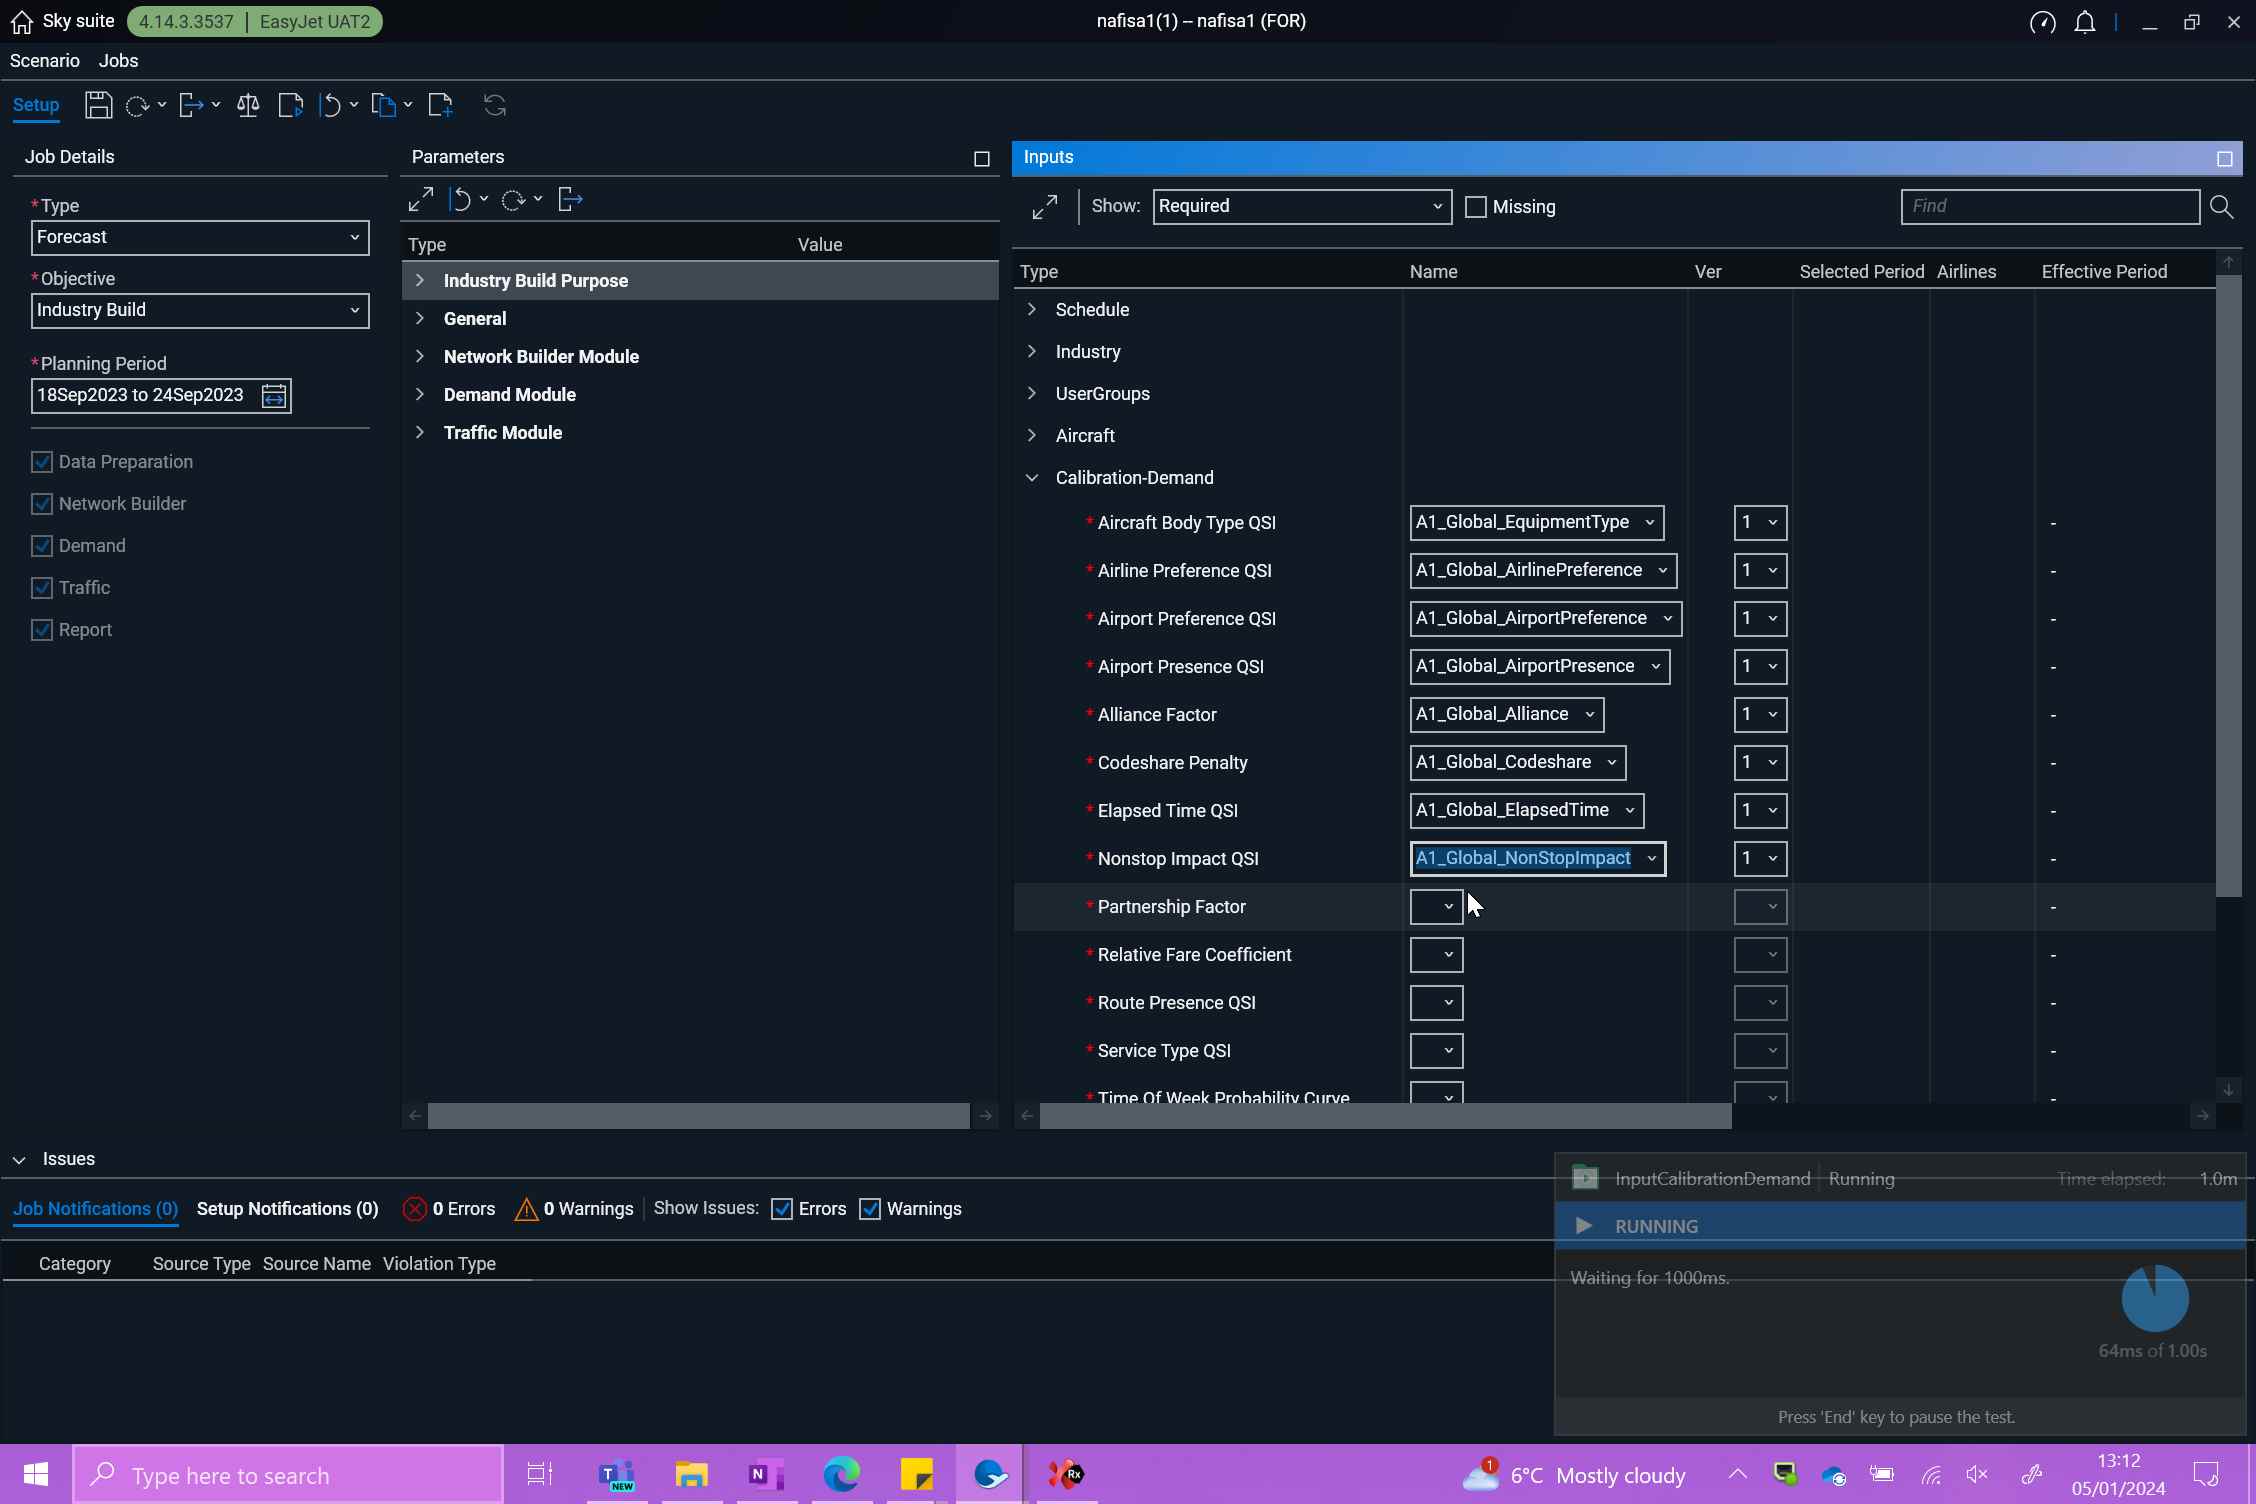 Sky suite 4.14.3.3537 | EasyJet UAT2 nafisa1(1) – nafisa1 (FOR)
Scenario Jobs
Setup
Job Details
*Type
Forecast
*Objective
Industry Build
*Planning Period
18Sep2023 to 24Sep2023
Data Preparation
Network Builder
Demand
Traffic
Report
Parameters
Type Value
Industry Build Purpose
General
Network Builder Module
Demand Module
Traffic Module
Inputs
Show: Required Missing Find
Type Name Ver Selected Period Airlines Effective Period
Schedule
Industry
UserGroups
Aircraft
Calibration-Demand
* Aircraft Body Type QSI A1_Global_EquipmentType 1 -
* Airline Preference QSI A1_Global_AirlinePreference 1 -
* Airport Preference QSI A1_Global_AirportPreference 1 -
* Airport Presence QSI A1_Global_AirportPresence 1 -
* Alliance Factor A1_Global_Alliance 1 -
* Codeshare Penalty A1_Global_Codeshare 1 -
* Elapsed Time QSI A1_Global_ElapsedTime 1 -
* Nonstop Impact QSI A1_Global_NonStopImpact 1 -
* Partnership Factor -
* Relative Fare Coefficient -
* Route Presence QSI -
* Service Type QSI -
* Time Of Week Probability Curve -
Issues
Job Notifications (0) Setup Notifications (0) 0 Errors 0 Warnings Show Issues: Errors Warnings
Category Source Type Source Name Violation Type
InputCalibrationDemand Running Time elapsed: 1.0m
RUNNING
Waiting for 1000ms.
64ms of 1.00s
Press 'End' key to pause the test.
Type here to search
T NEW
N
Rx
1
6°C Mostly cloudy
13:12
05/01/2024